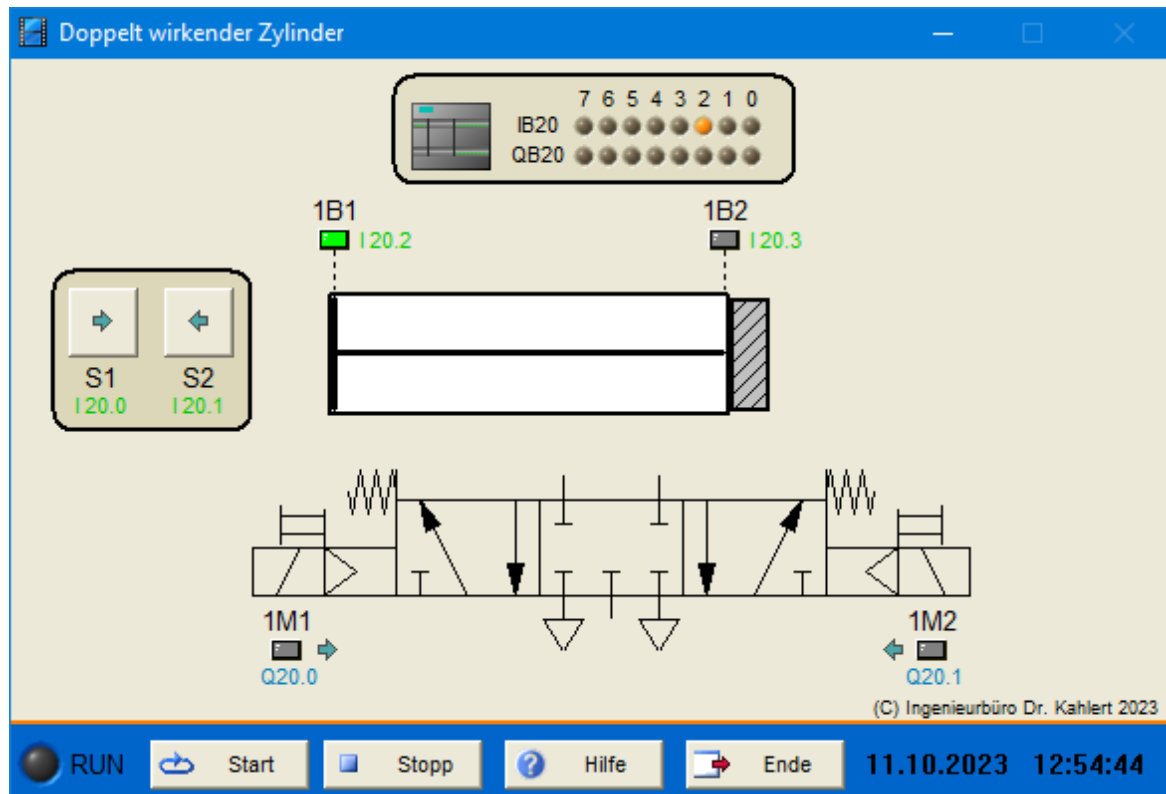 Doppelt wirkender Zylinder
7 6 5 4 3 2 1 0
IB20
QB20
1B1
I 20.2
1B2
I 20.3
S1
I 20.0
S2
I 20.1
1M1
Q20.0
1M2
Q20.1
(C) Ingenieurbüro Dr. Kahlert 2023
RUN Start Stopp Hilfe Ende 11.10.2023 12:54:44